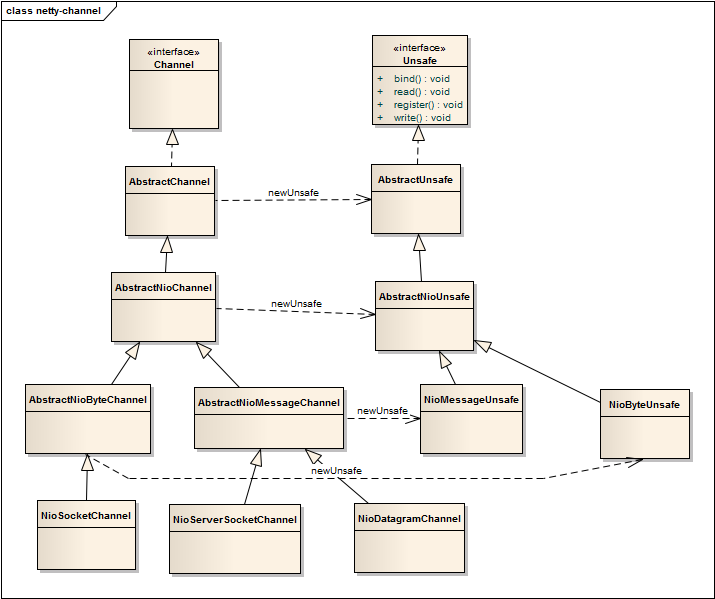 class netty-channel
«interface»
Channel
«interface»
Unsafe
+ bind() : void
+ read() : void
+ register() : void
+ write() : void
AbstractChannel
newUnsafe
AbstractUnsafe
AbstractNioChannel
newUnsafe
AbstractNioUnsafe
AbstractNioByteChannel
AbstractNioMessageChannel
newUnsafe
NioMessageUnsafe
NioByteUnsafe
newUnsafe
NioSocketChannel
NioServerSocketChannel
NioDatagramChannel